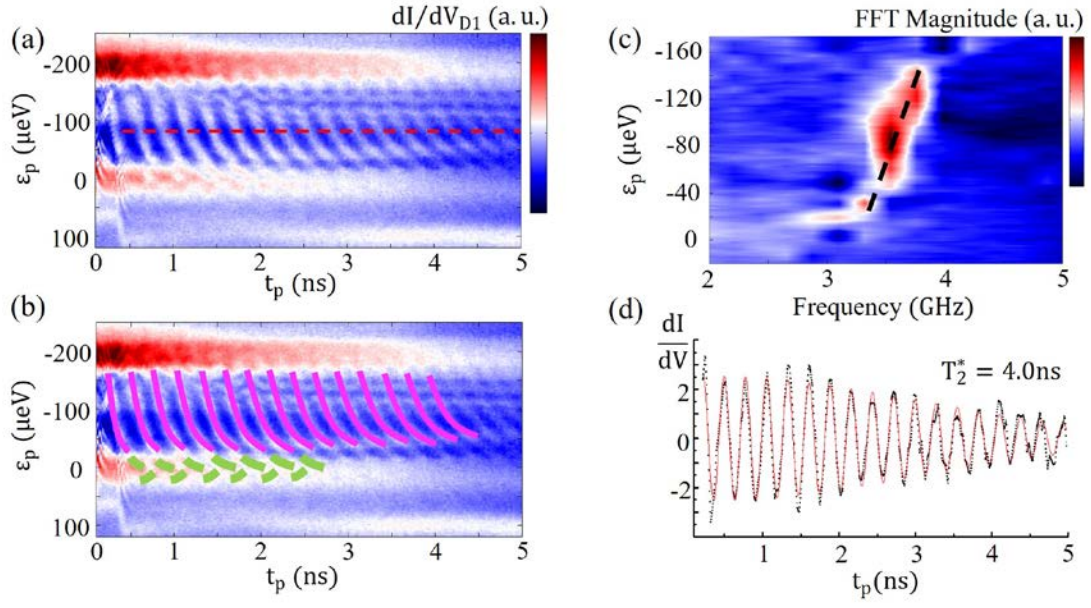 (a)
dI/dV_D1 (a. u.)
ε_p (μeV)
-200
-100
0
100
0 1 2 3 4 5
t_p (ns)
(b)
ε_p (μeV)
-200
-100
0
100
0 1 2 3 4 5
t_p (ns)
(c)
FFT Magnitude (a. u.)
ε_p (μeV)
-160
-120
-80
-40
0
2 3 4 5
Frequency (GHz)
(d)
dI
dV
T_2^* = 4.0ns
2
0
-2
1 2 3 4 5
t_p(ns)